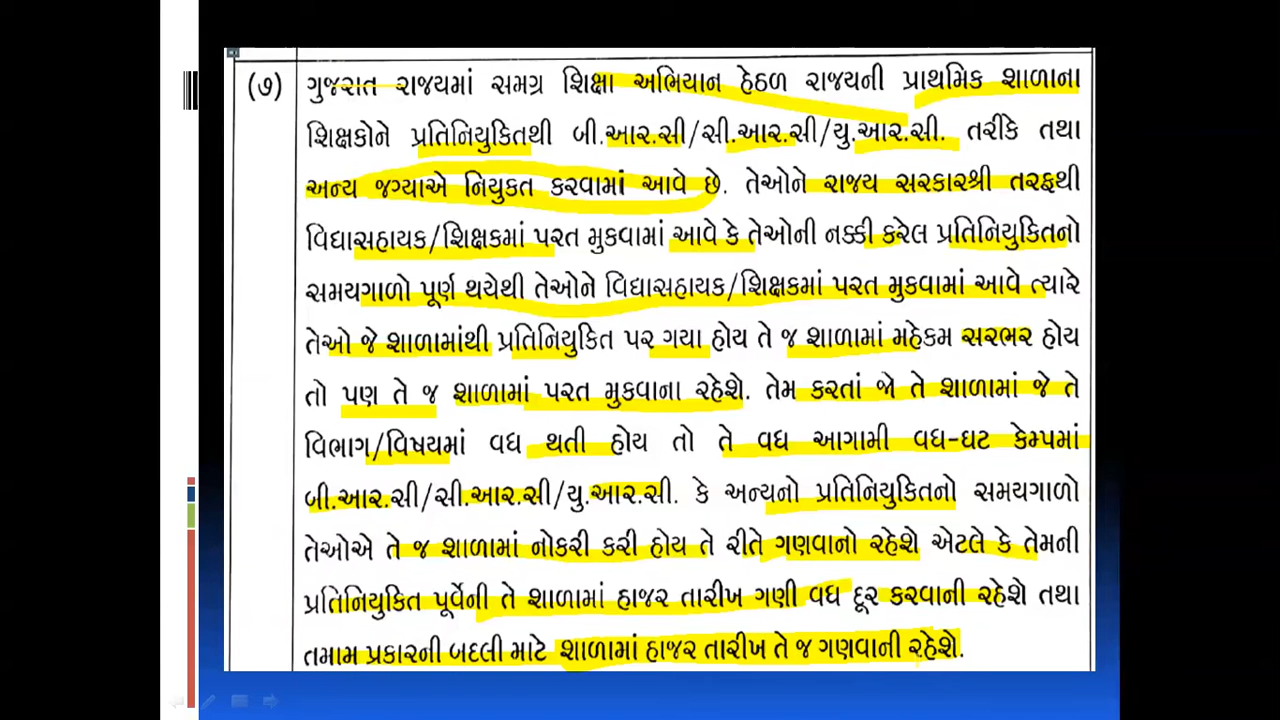 (૭) ગુજરાત રાજયમાં સમગ્ર શિક્ષા અભિયાન હેઠળ રાજયની પ્રાથમિક શાળાના
શિક્ષકોને પ્રતિનિયુકિતથી બી.આર.સી/સી.આર.સી/યુ.આર.સી. તરીકે તથા
અન્ય જગ્યાએ નિયુકત કરવામાં આવે છે. તેઓને રાજય સરકારશ્રી તરફથી
વિદ્યાસહાયક/શિક્ષકમાં પરત મુકવામાં આવે કે તેઓની નક્કી કરેલ પ્રતિનિયુકિતનો
સમયગાળો પૂર્ણ થયેથી તેઓને વિદ્યાસહાયક/શિક્ષકમાં પરત મુકવામાં આવે ત્યારે
તેઓ જે શાળામાંથી પ્રતિનિયુકિત પર ગયા હોય તે જ શાળામાં મહેકમ સરભર હોય
તો પણ તે જ શાળામાં પરત મુકવાના રહેશે. તેમ કરતાં જો તે શાળામાં જે તે
વિભાગ/વિષયમાં વધ થતી હોય તો તે વધ આગામી વધ-ઘટ કેમ્પમાં
બી.આર.સી/સી.આર.સી/યુ.આર.સી. કે અન્યનો પ્રતિનિયુકિતનો સમયગાળો
તેઓએ તે જ શાળામાં નોકરી કરી હોય તે રીતે ગણવાનો રહેશે એટલે કે તેમની
પ્રતિનિયુકિત પૂર્વેની તે શાળામાં હાજર તારીખ ગણી વધ દૂર કરવાની રહેશે તથા
તમામ પ્રકારની બદલી માટે શાળામાં હાજર તારીખ તે જ ગણવાની રહેશે.